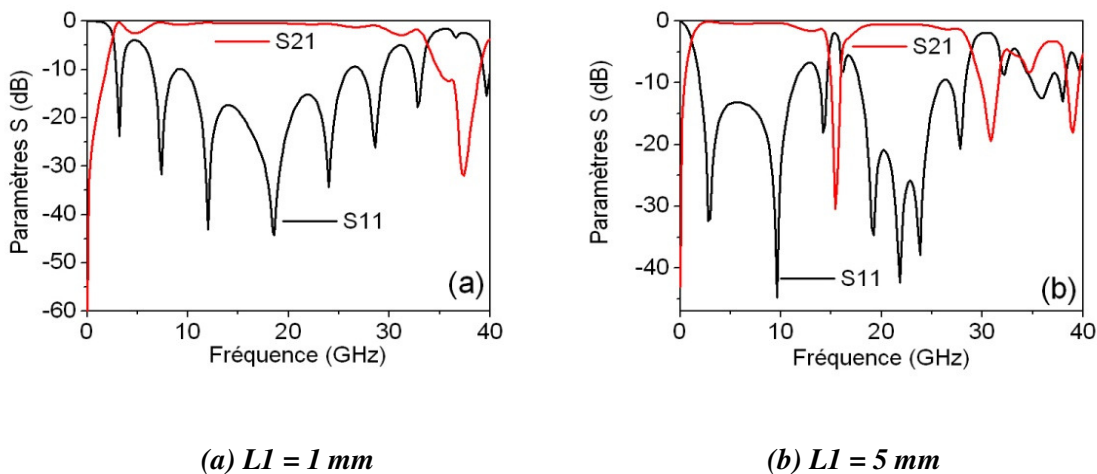 0
-10
-20
-30
-40
-50
-60
Paramètres S (dB)
S21
S11
(a)
0 10 20 30 40
Fréquence (GHz)
0
-10
-20
-30
-40
Paramètres S (dB)
S21
S11
(b)
0 10 20 30 40
Fréquence (GHz)
(a) L1 = 1 mm
(b) L1 = 5 mm